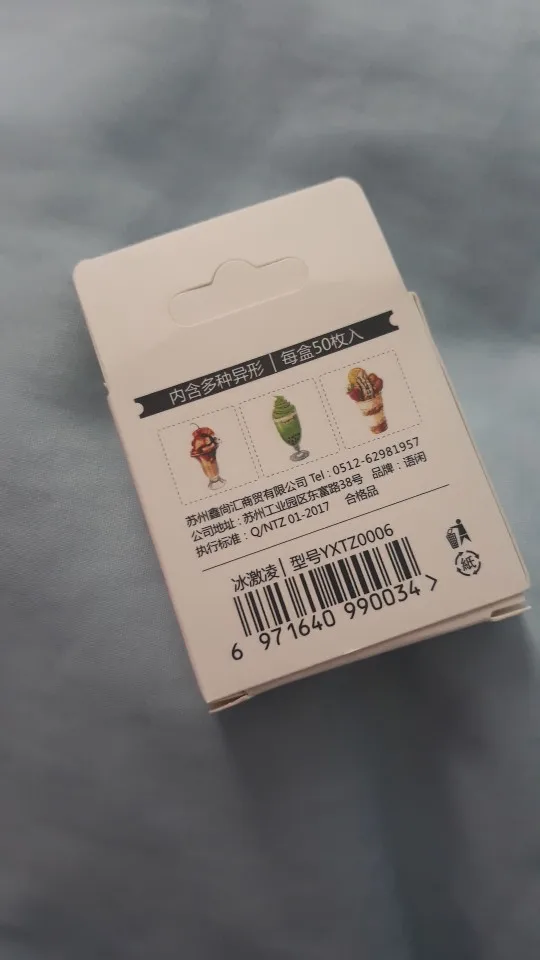 内含多种异形 | 每盒50枚入
苏州鑫尚汇商贸有限公司 Tel : 0512-62981957
公司地址 : 苏州工业园区东富路38号 品牌 : 语闲
执行标准 : Q/NTZ 01-2017 合格品
冰激凌 | 型号YXTZ0006
6 971640 990034 >
紙